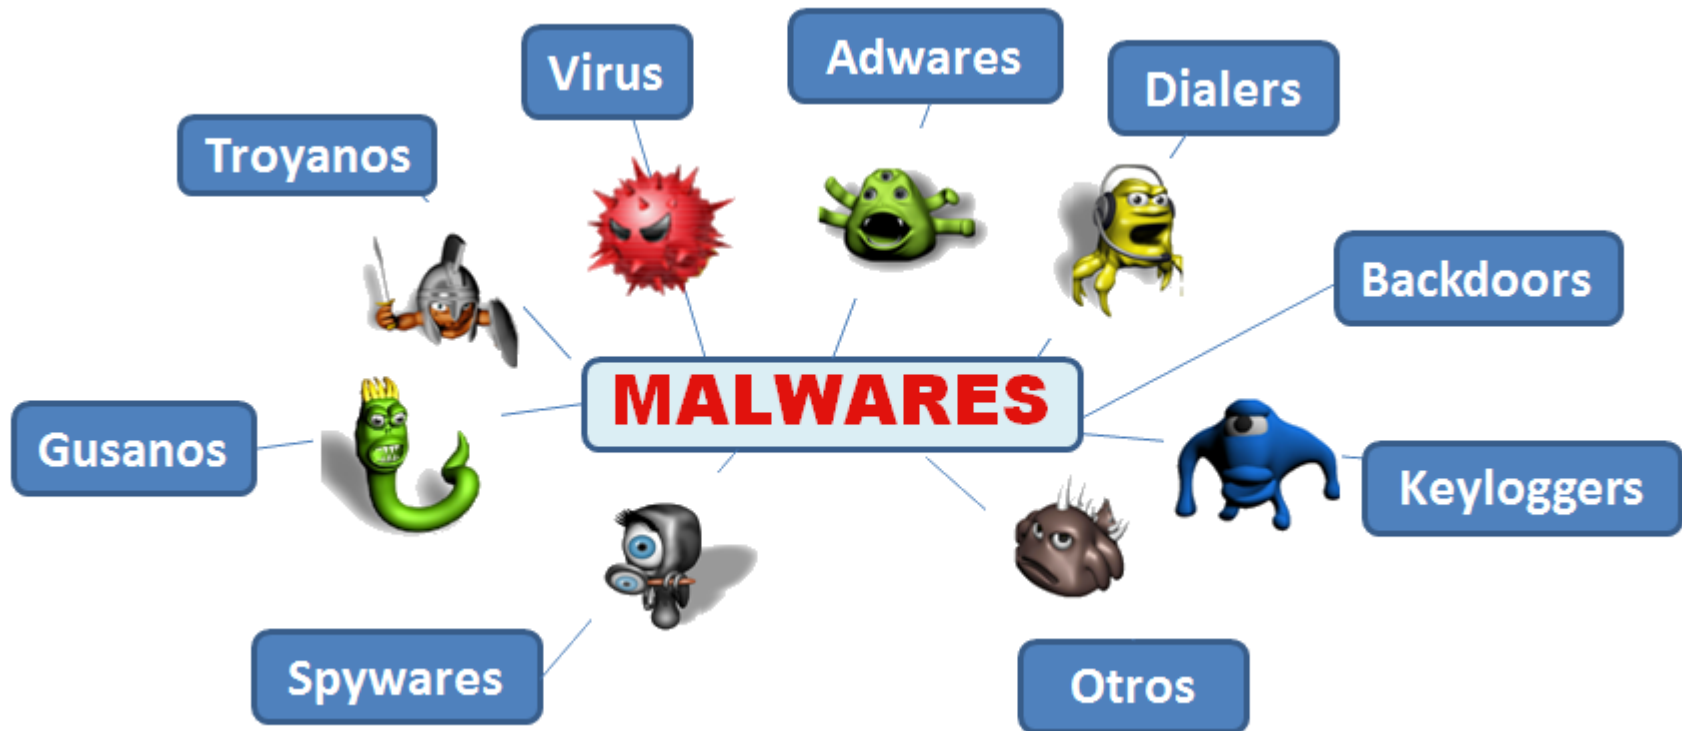 Virus
Adwares
Dialers
Troyanos
Backdoors
MALWARES
Gusanos
Keyloggers
Spywares
Otros